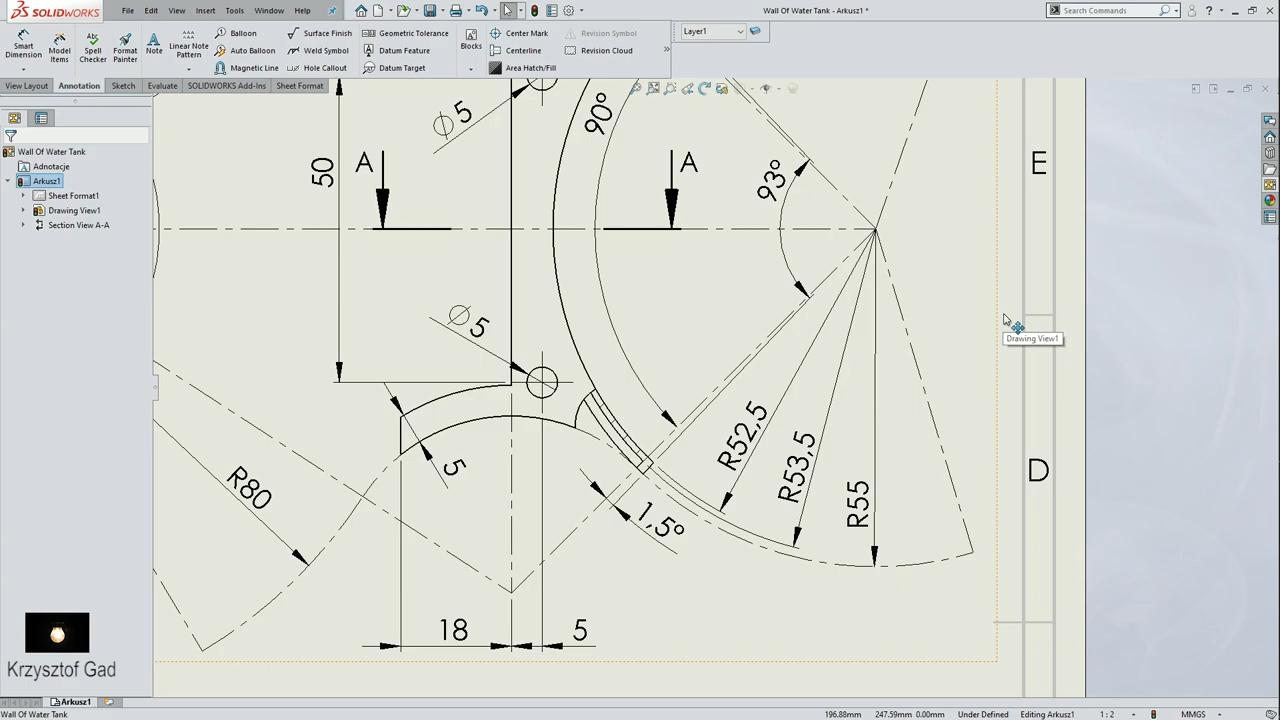 SOLIDWORKS File Edit View Insert Tools Window Help Wall Of Water Tank - Arkusz1 * Search Commands ?
Smart Dimension Model Items Spell Checker Format Painter Note Linear Note Pattern
Balloon Surface Finish Geometric Tolerance Blocks Center Mark Revision Symbol Layer1
Auto Balloon Weld Symbol Datum Feature Centerline Revision Cloud
Magnetic Line Hole Callout Datum Target Area Hatch/Fill
View Layout Annotation Sketch Evaluate SOLIDWORKS Add-Ins Sheet Format
Wall Of Water Tank
Adnotacje
Arkusz1
Sheet Format1
Drawing View1
Section View A-A
∅ 5
90°
50
A
A
93°
E
∅ 5
Drawing View1
R80
5
R52,5
R53,5
R55
1,5°
D
18
5
Krzysztof Gad
Arkusz1
Wall Of Water Tank 196.88mm 247.59mm 0.00mm Under Defined Editing Arkusz1 1 : 2 MMGS